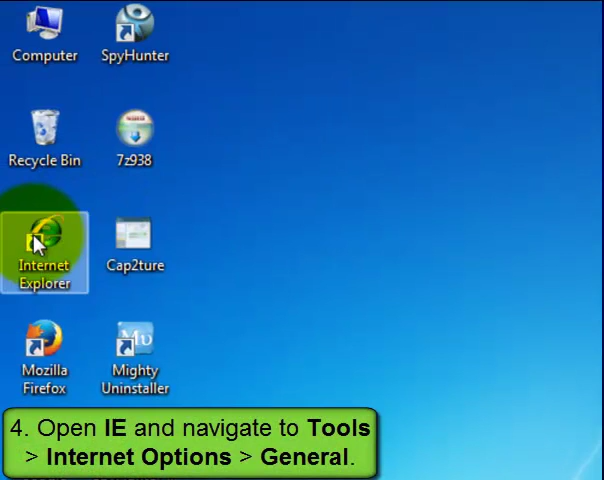 Computer
SpyHunter
Recycle Bin
7z938
Internet
Explorer
Cap2ture
Mozilla
Firefox
Mighty
Uninstaller
4. Open IE and navigate to Tools
> Internet Options > General.